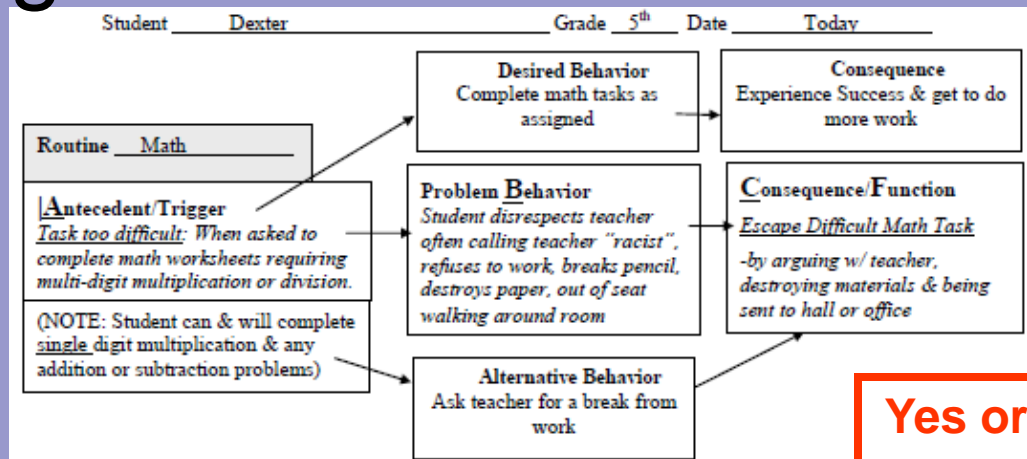 g
Student Dexter Grade 5th Date Today
Desired Behavior
Complete math tasks as
assigned
Consequence
Experience Success & get to do
more work
Routine Math
Antecedent/Trigger
Task too difficult: When asked to
complete math worksheets requiring
multi-digit multiplication or division.
Problem Behavior
Student disrespects teacher
often calling teacher "racist",
refuses to work, breaks pencil,
destroys paper, out of seat
walking around room
Consequence/Function
Escape Difficult Math Task
-by arguing w/ teacher,
destroying materials & being
sent to hall or office
(NOTE: Student can & will complete
single digit multiplication & any
addition or subtraction problems)
Alternative Behavior
Ask teacher for a break from
work
Yes or